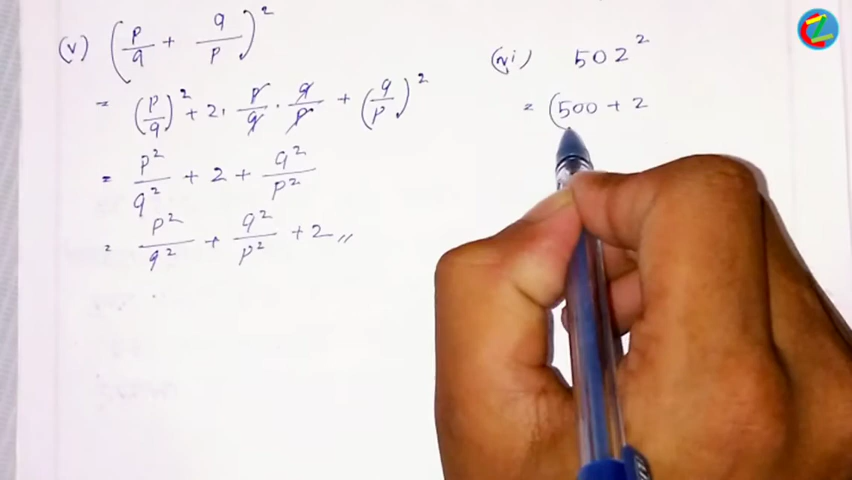 (v) (p/q + q/p)²
= (p/q)² + 2. p/q . q/p + (q/p)²
= p²/q² + 2 + q²/p²
= p²/q² + q²/p² + 2 //
(vi) 502²
= (500 + 2